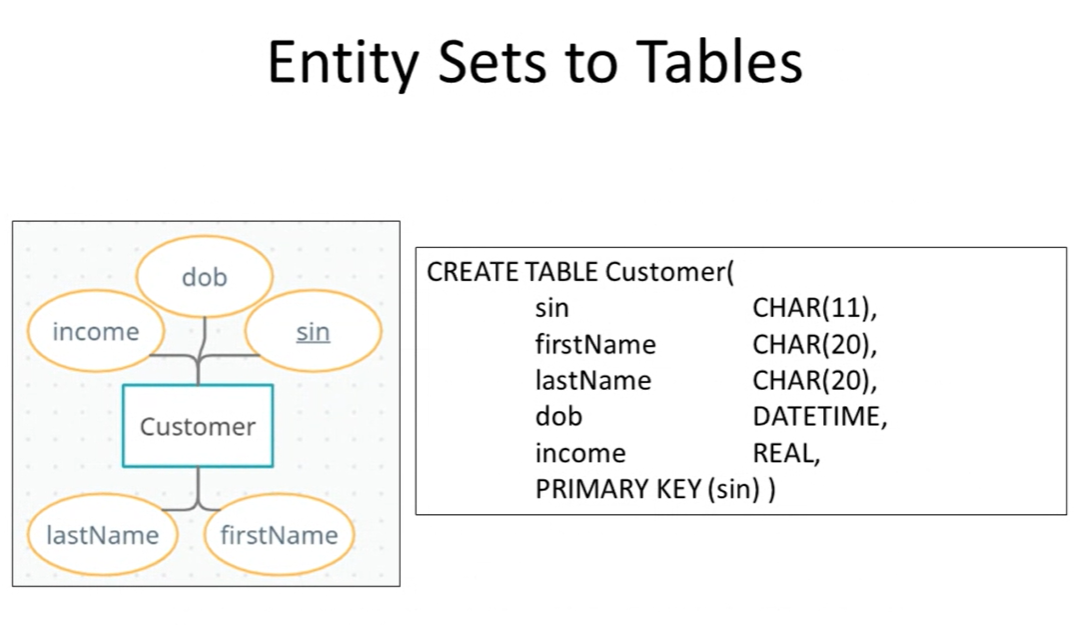 Entity Sets to Tables
dob
income
sin
Customer
lastName
firstName
CREATE TABLE Customer(
sin CHAR(11),
firstName CHAR(20),
lastName CHAR(20),
dob DATETIME,
income REAL,
PRIMARY KEY (sin) )